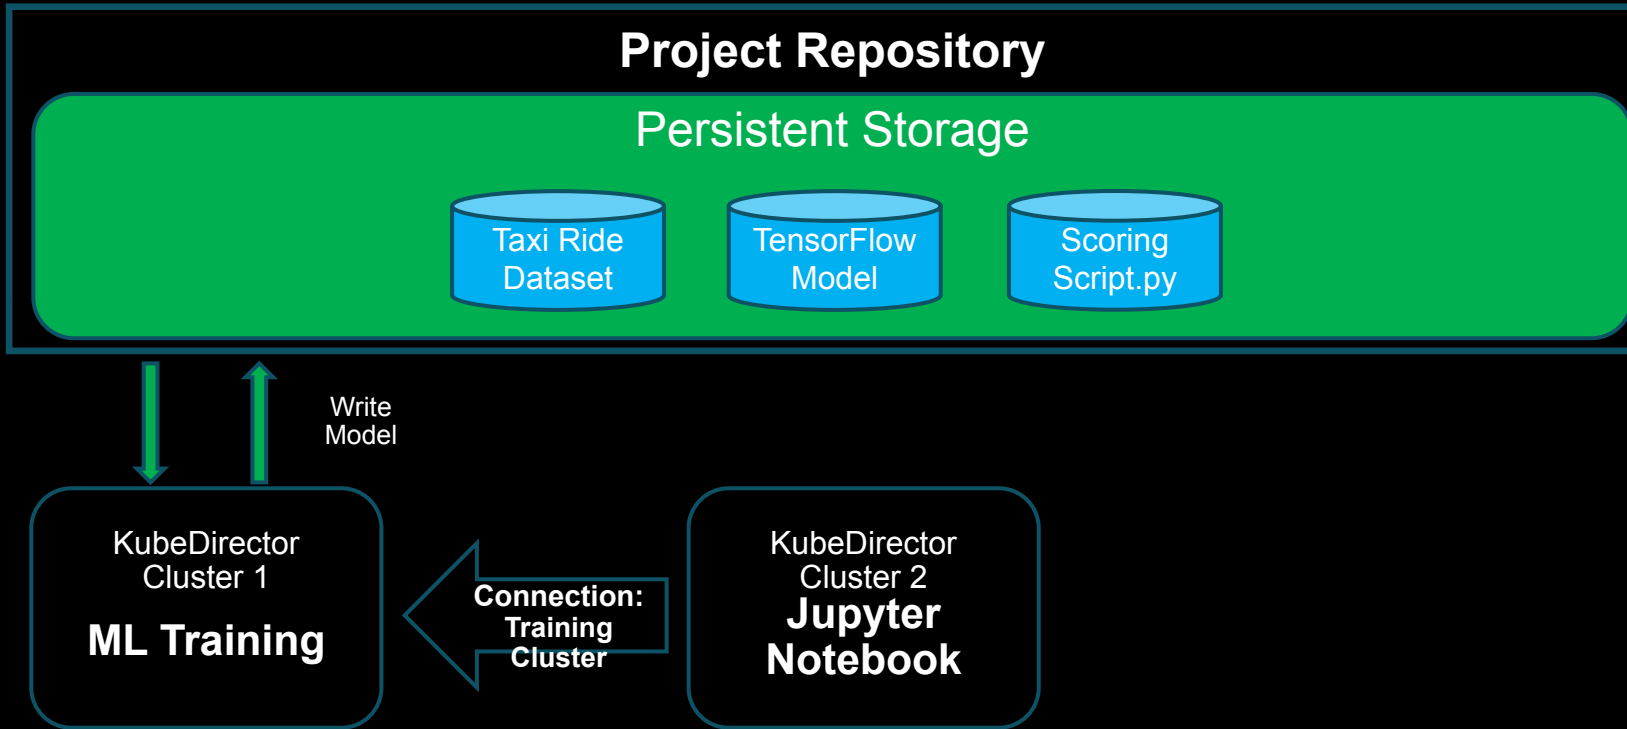 Project Repository
Persistent Storage
Taxi Ride
Dataset
TensorFlow
Model
Scoring
Script.py
Write
Model
KubeDirector
Cluster 1
ML Training
Connection:
Training
Cluster
KubeDirector
Cluster 2
Jupyter
Notebook